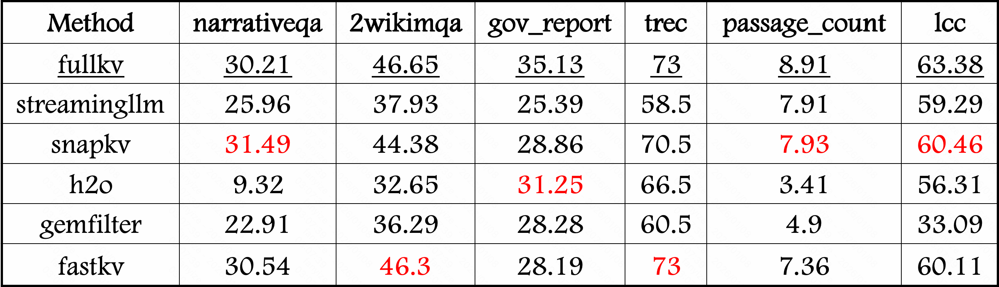 Method narrativeqa 2wikimqa gov_report trec passage_count lcc
fullkv 30.21 46.65 35.13 73 8.91 63.38
streamingllm 25.96 37.93 25.39 58.5 7.91 59.29
snapkv 31.49 44.38 28.86 70.5 7.93 60.46
h2o 9.32 32.65 31.25 66.5 3.41 56.31
gemfilter 22.91 36.29 28.28 60.5 4.9 33.09
fastkv 30.54 46.3 28.19 73 7.36 60.11